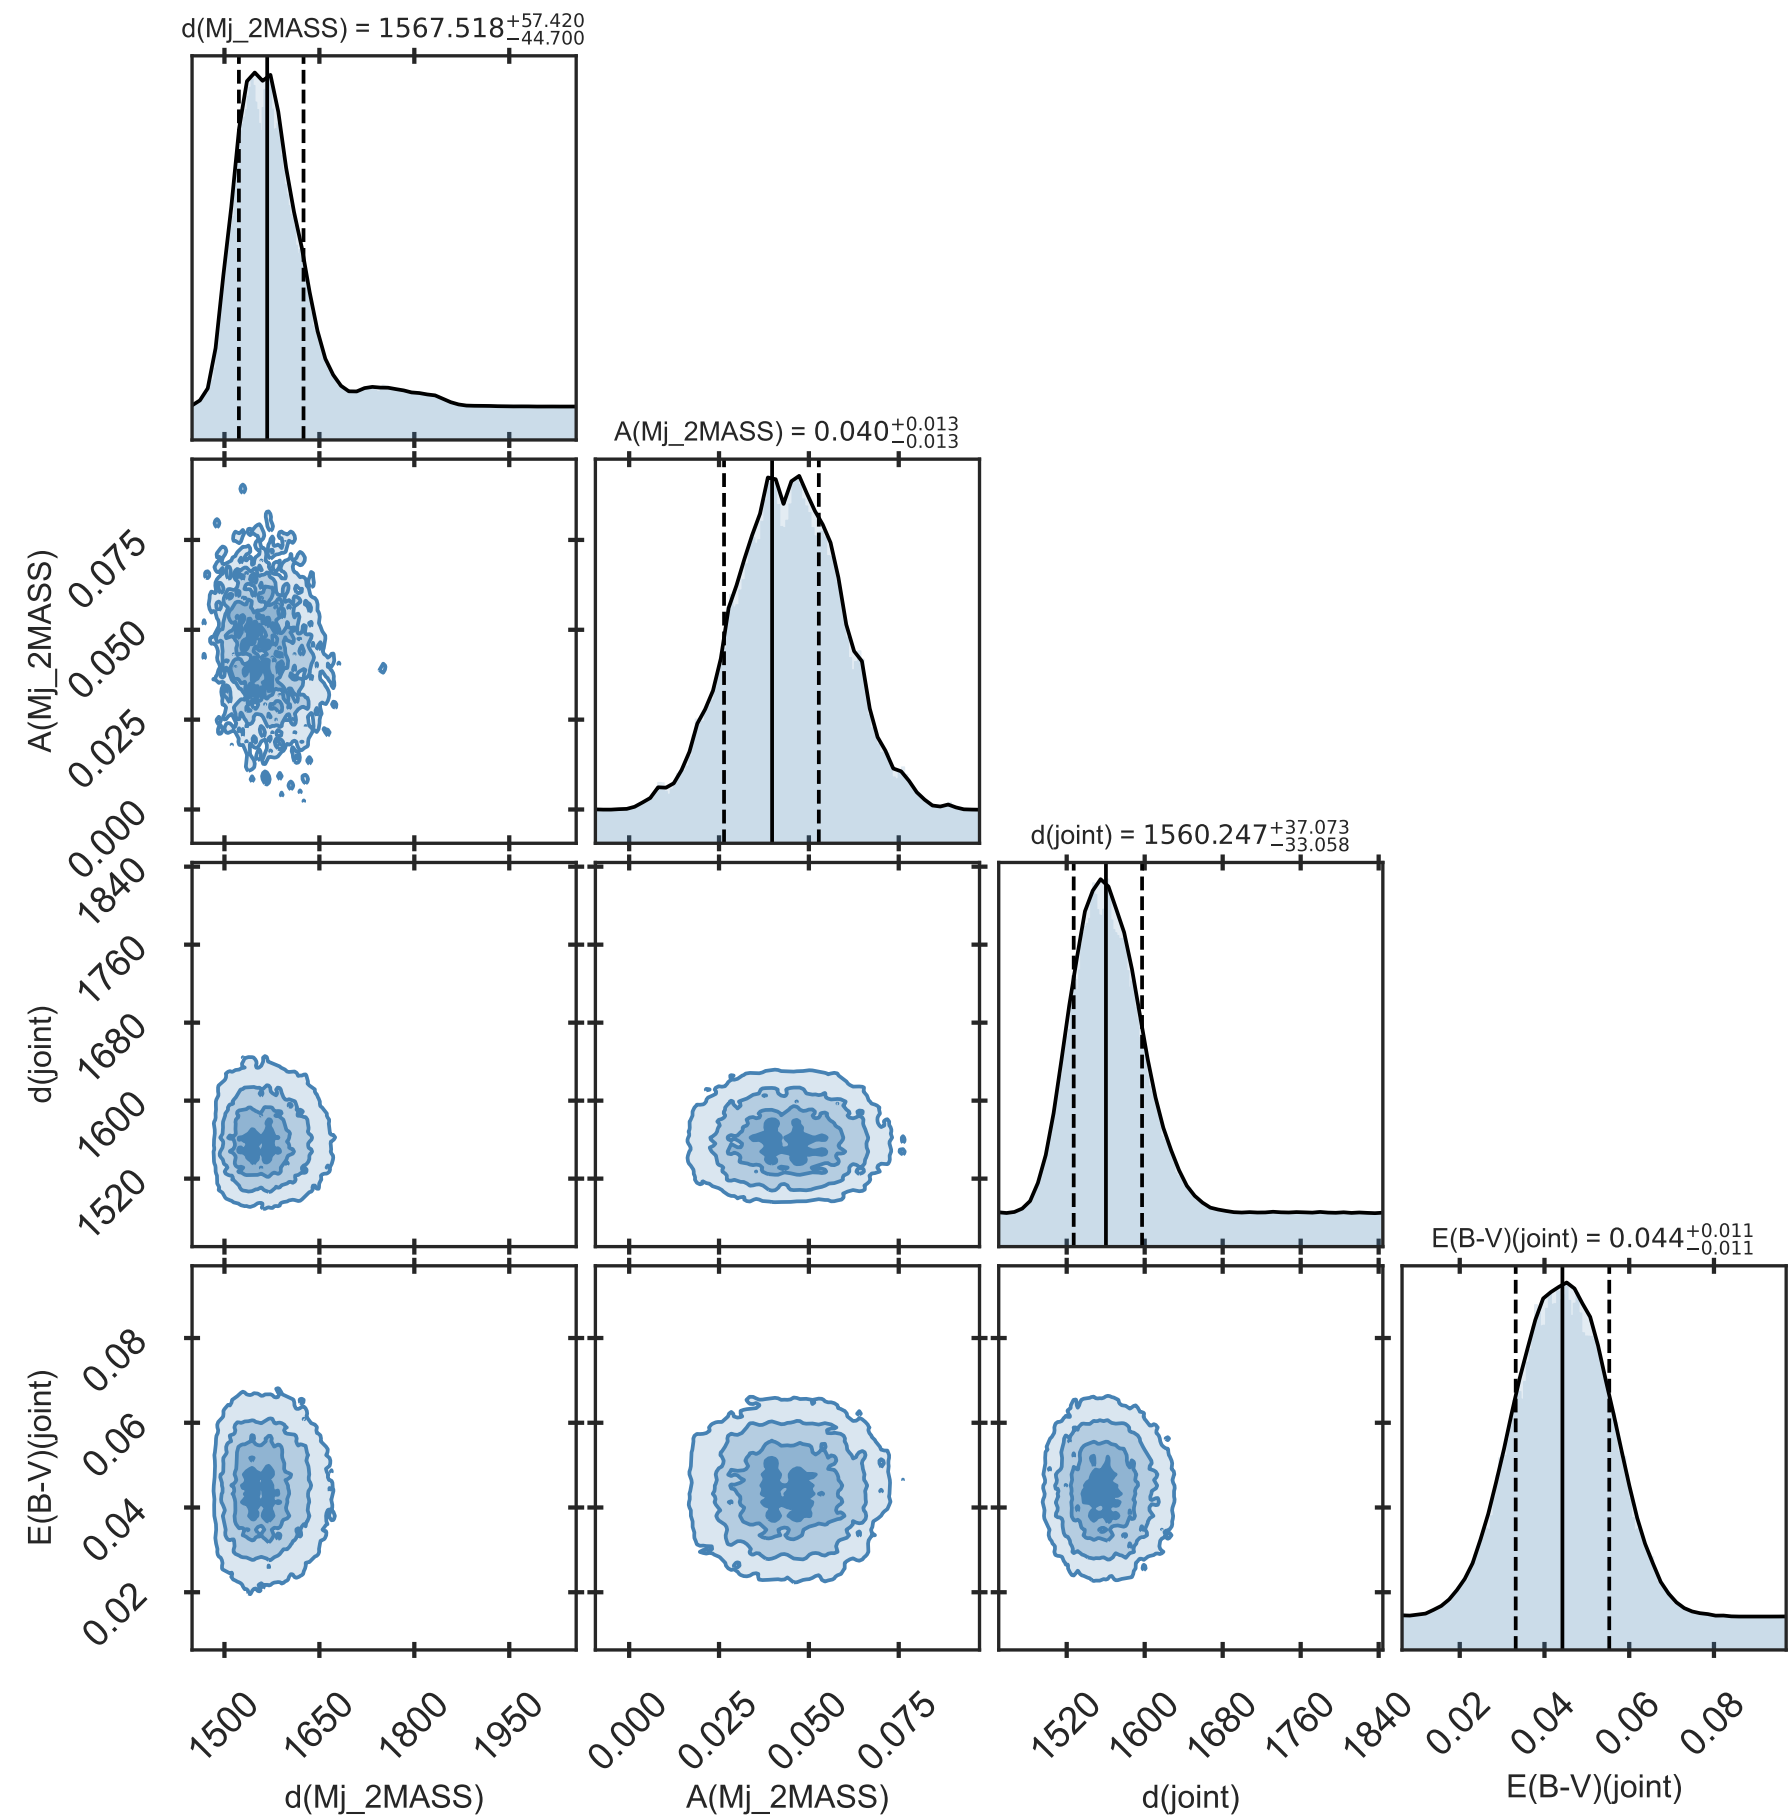 d(Mj_2MASS) = 1567.518+57.420−44.700
A(Mj_2MASS) = 0.040+0.013−0.013
A(Mj_2MASS)
0.075
0.050
0.025
0.000
d(joint) = 1560.247+37.073−33.058
d(joint)
1840
1760
1680
1600
1520
E(B-V)(joint) = 0.044+0.011−0.011
E(B-V)(joint)
0.08
0.06
0.04
0.02
1500 1650 1800 1950 0.000 0.025 0.050 0.075 1520 1600 1680 1760 1840 0.02 0.04 0.06 0.08
d(Mj_2MASS) A(Mj_2MASS) d(joint) E(B-V)(joint)